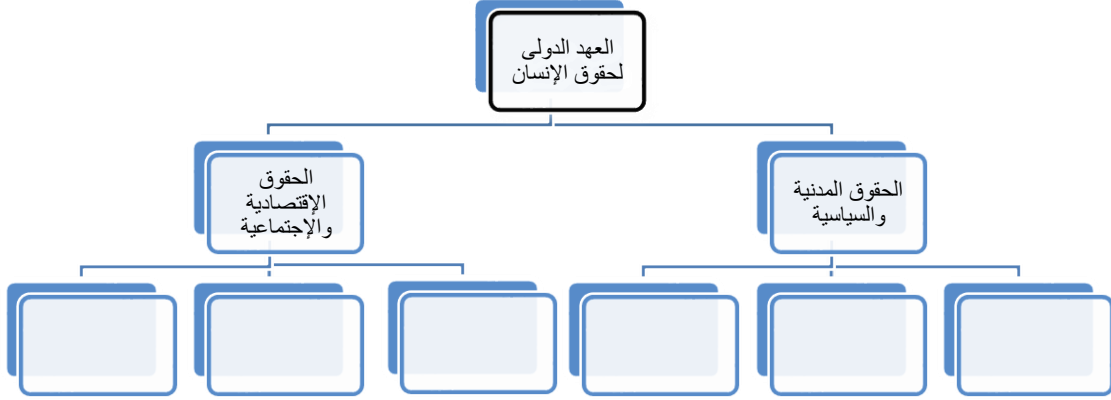 العهد الدولى
لحقوق الإنسان
الحقوق المدنية
والسياسية
الحقوق
الإقتصادية
والإجتماعية